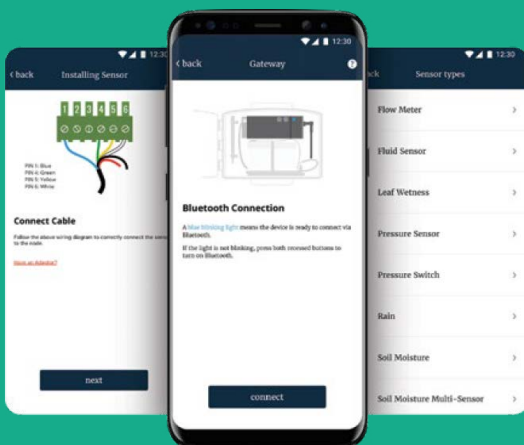 12:30
< back Installing Sensor
1 2 3 4 5 6
PIN 1: Blue
PIN 4: Green
PIN 5: Yellow
PIN 6: White
Connect Cable
Follow the above wiring diagram to correctly connect the sensor
to the node.
Have an Adapter?
next
12:30
< back Gateway ?
Bluetooth Connection
A blue blinking light means the device is ready to connect via
Bluetooth.
If the light is not blinking, press both recessed buttons to
turn on Bluetooth.
connect
12:30
ack Sensor types
Flow Meter
Fluid Sensor
Leaf Wetness
Pressure Sensor
Pressure Switch
Rain
Soil Moisture
Soil Moisture Multi-Sensor